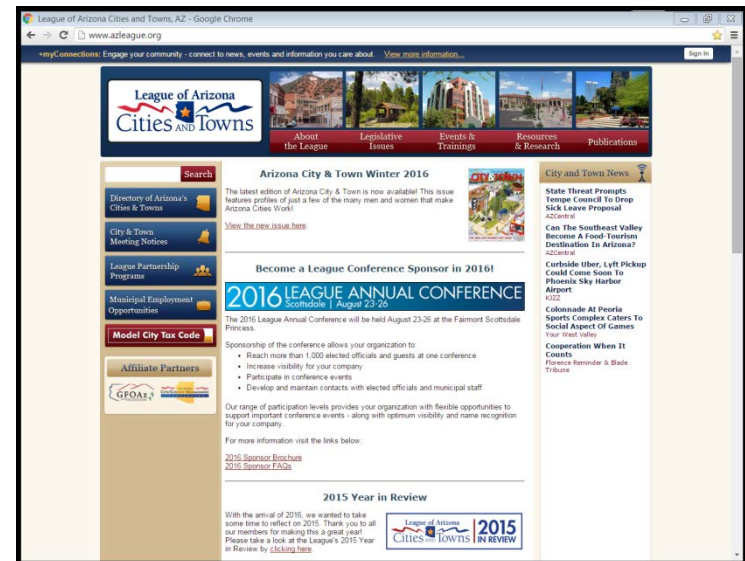 League of Arizona Cities and Towns, AZ - Google Chrome
www.azleague.org
+myConnections: Engage your community - connect to news, events and information you care about. View more information...
Sign In
League of Arizona
Cities AND Towns
About
the League
Legislative
Issues
Events &
Trainings
Resources
& Research
Publications
Search
Directory of Arizona's
Cities & Towns
City & Town
Meeting Notices
League Partnership
Programs
Municipal Employment
Opportunities
Model City Tax Code
Affiliate Partners
GFOAz
Arizona City & Town Winter 2016
The latest edition of Arizona City & Town is now available! This issue
features profiles of just a few of the many men and women that make
Arizona Cities Work!
View the new issue here.
Become a League Conference Sponsor in 2016!
2016 LEAGUE ANNUAL CONFERENCE
Scottsdale | August 23-26
The 2016 League Annual Conference will be held August 23-26 at the Fairmont Scottsdale
Princess.
Sponsorship of the conference allows your organization to:
• Reach more than 1,000 elected officials and guests at one conference
• Increase visibility for your company
• Participate in conference events
• Develop and maintain contacts with elected officials and municipal staff
Our range of participation levels provides your organization with flexible opportunities to
support important conference events - along with optimum visibility and name recognition
for your company.
For more information visit the links below:
2016 Sponsor Brochure
2016 Sponsor FAQs
2015 Year in Review
With the arrival of 2016, we wanted to take
some time to reflect on 2015. Thank you to all
our members for making this a great year!
Please take a look at the League's 2015 Year
in Review by clicking here.
League of Arizona
Cities AND Towns
2015
IN REVIEW
City and Town News
State Threat Prompts
Tempe Council To Drop
Sick Leave Proposal
AZCentral
Can The Southeast Valley
Become A Food-Tourism
Destination In Arizona?
AZCentral
Curbside Uber, Lyft Pickup
Could Come Soon To
Phoenix Sky Harbor
Airport
KJZZ
Colonnade At Peoria
Sports Complex Caters To
Social Aspect Of Games
Your West Valley
Cooperation When It
Counts
Florence Reminder & Blade
Tribune